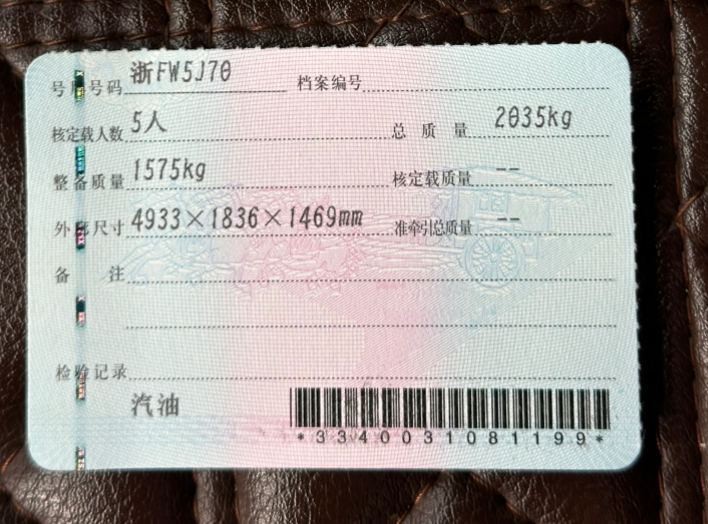 号牌号码 浙FW5J70 档案编号
核定载人数 5人 总质量 2035kg
整备质量 1575kg 核定载质量 --
外廓尺寸 4933×1836×1469mm 准牵引总质量 --
备注
检验记录
汽油
*3340031081199*